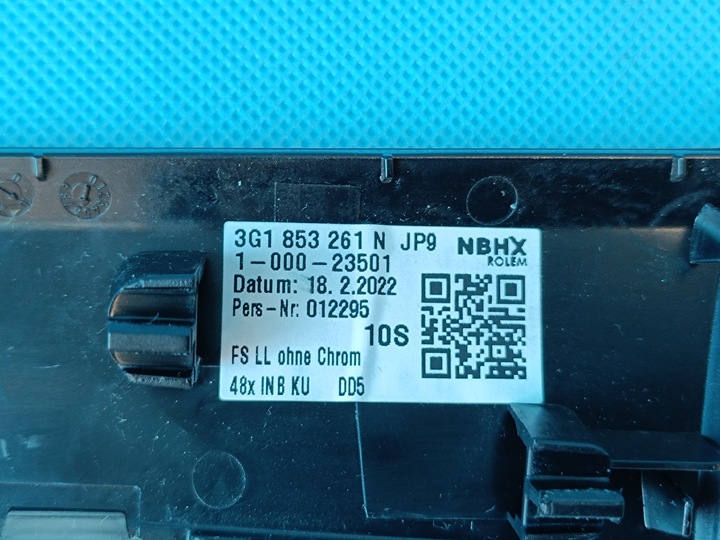 3G1 853 261 N JP9
NBHX
ROLEM
1-000-23501
Datum: 18. 2.2022
Pers-Nr: 012295
10S
FS LL ohne Chrom
48x INB KU DD5